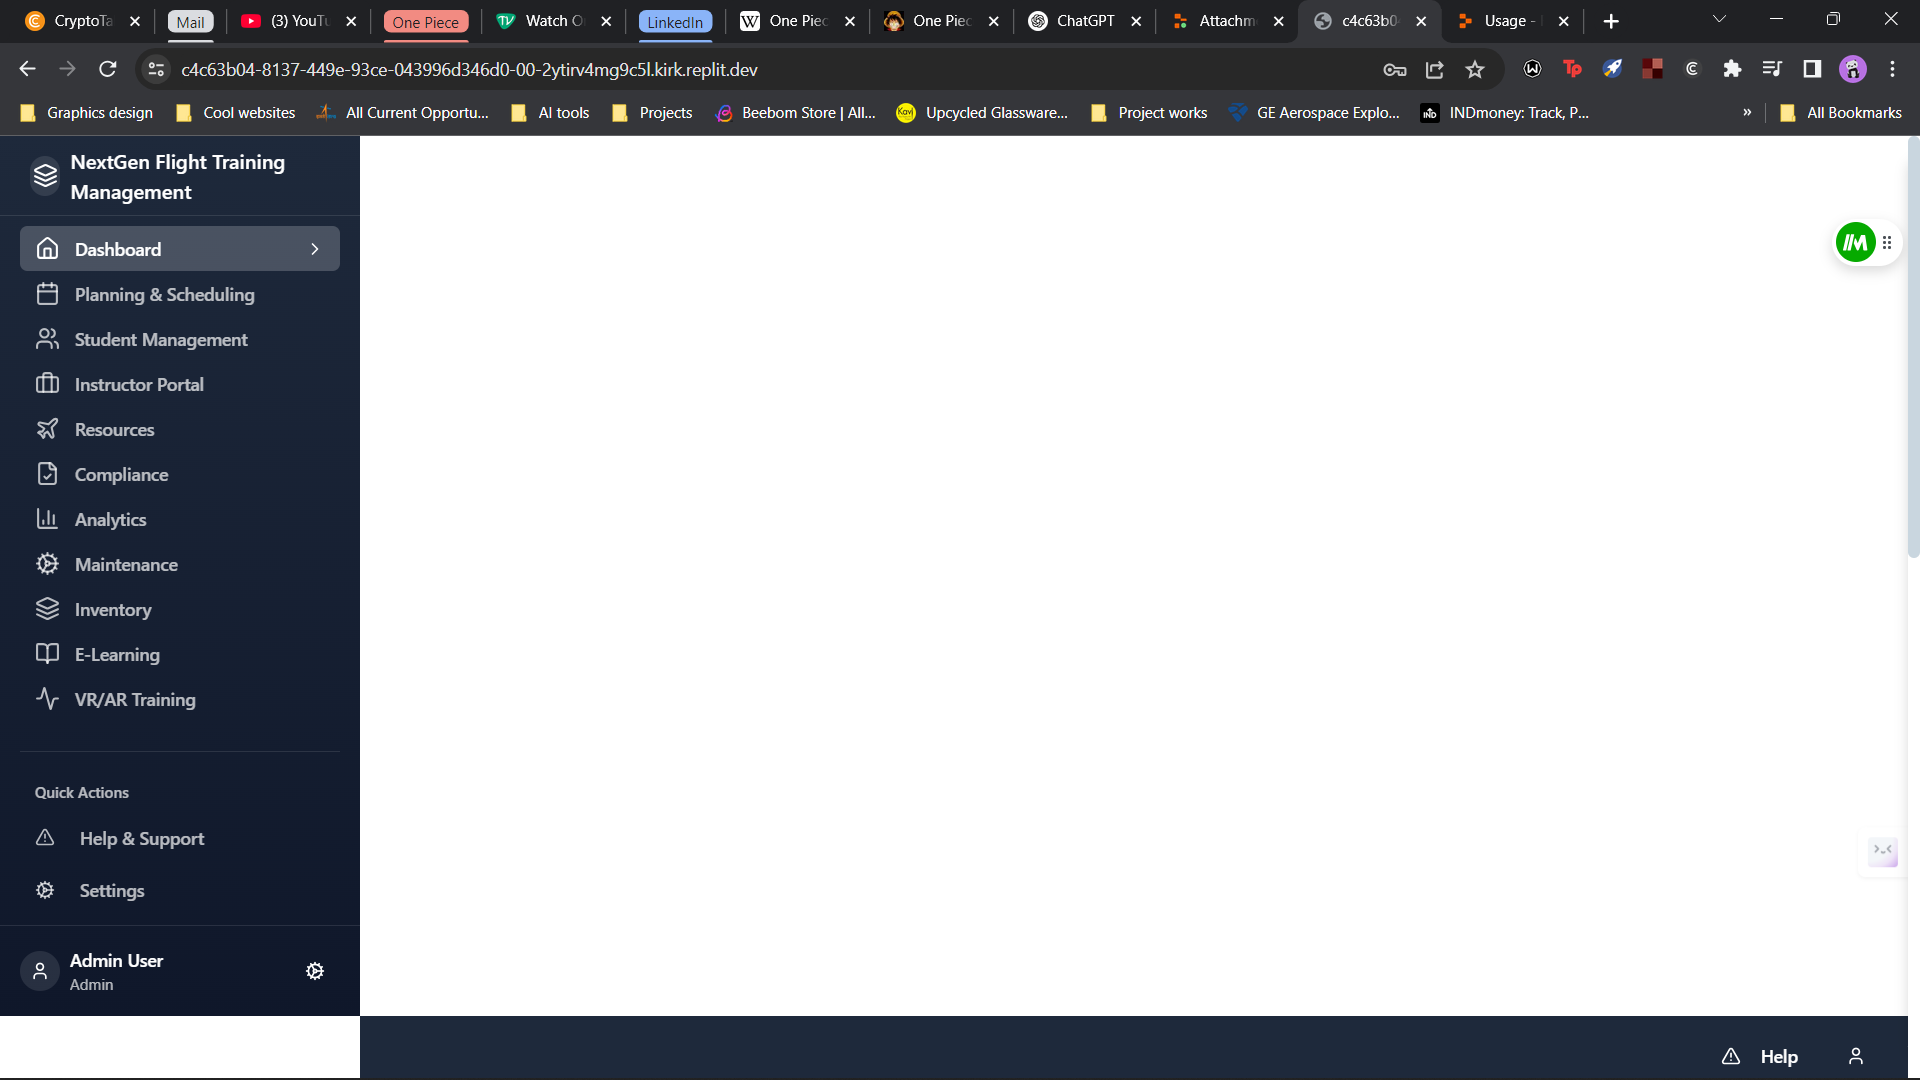 CryptoTa
Mail
(3) YouTu
One Piece
Watch O
LinkedIn
One Piec
One Piec
ChatGPT
Attachm
c4c63b0
Usage -
c4c63b04-8137-449e-93ce-043996d346d0-00-2ytirv4mg9c5l.kirk.replit.dev
Graphics design
Cool websites
All Current Opportu...
AI tools
Projects
Beebom Store | All...
Upcycled Glassware...
Project works
GE Aerospace Explo...
INDmoney: Track, P...
»
All Bookmarks
NextGen Flight Training
Management
Dashboard
Planning & Scheduling
Student Management
Instructor Portal
Resources
Compliance
Analytics
Maintenance
Inventory
E-Learning
VR/AR Training
Quick Actions
Help & Support
Settings
Admin User
Admin
Help